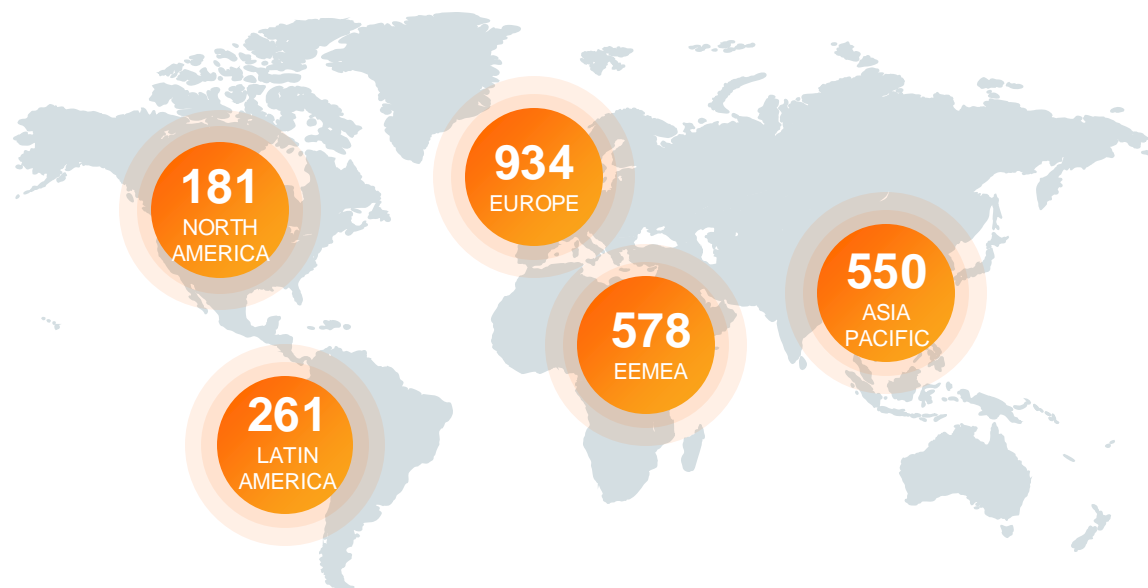 181
NORTH
AMERICA
934
EUROPE
578
EEMEA
550
ASIA
PACIFIC
261
LATIN
AMERICA